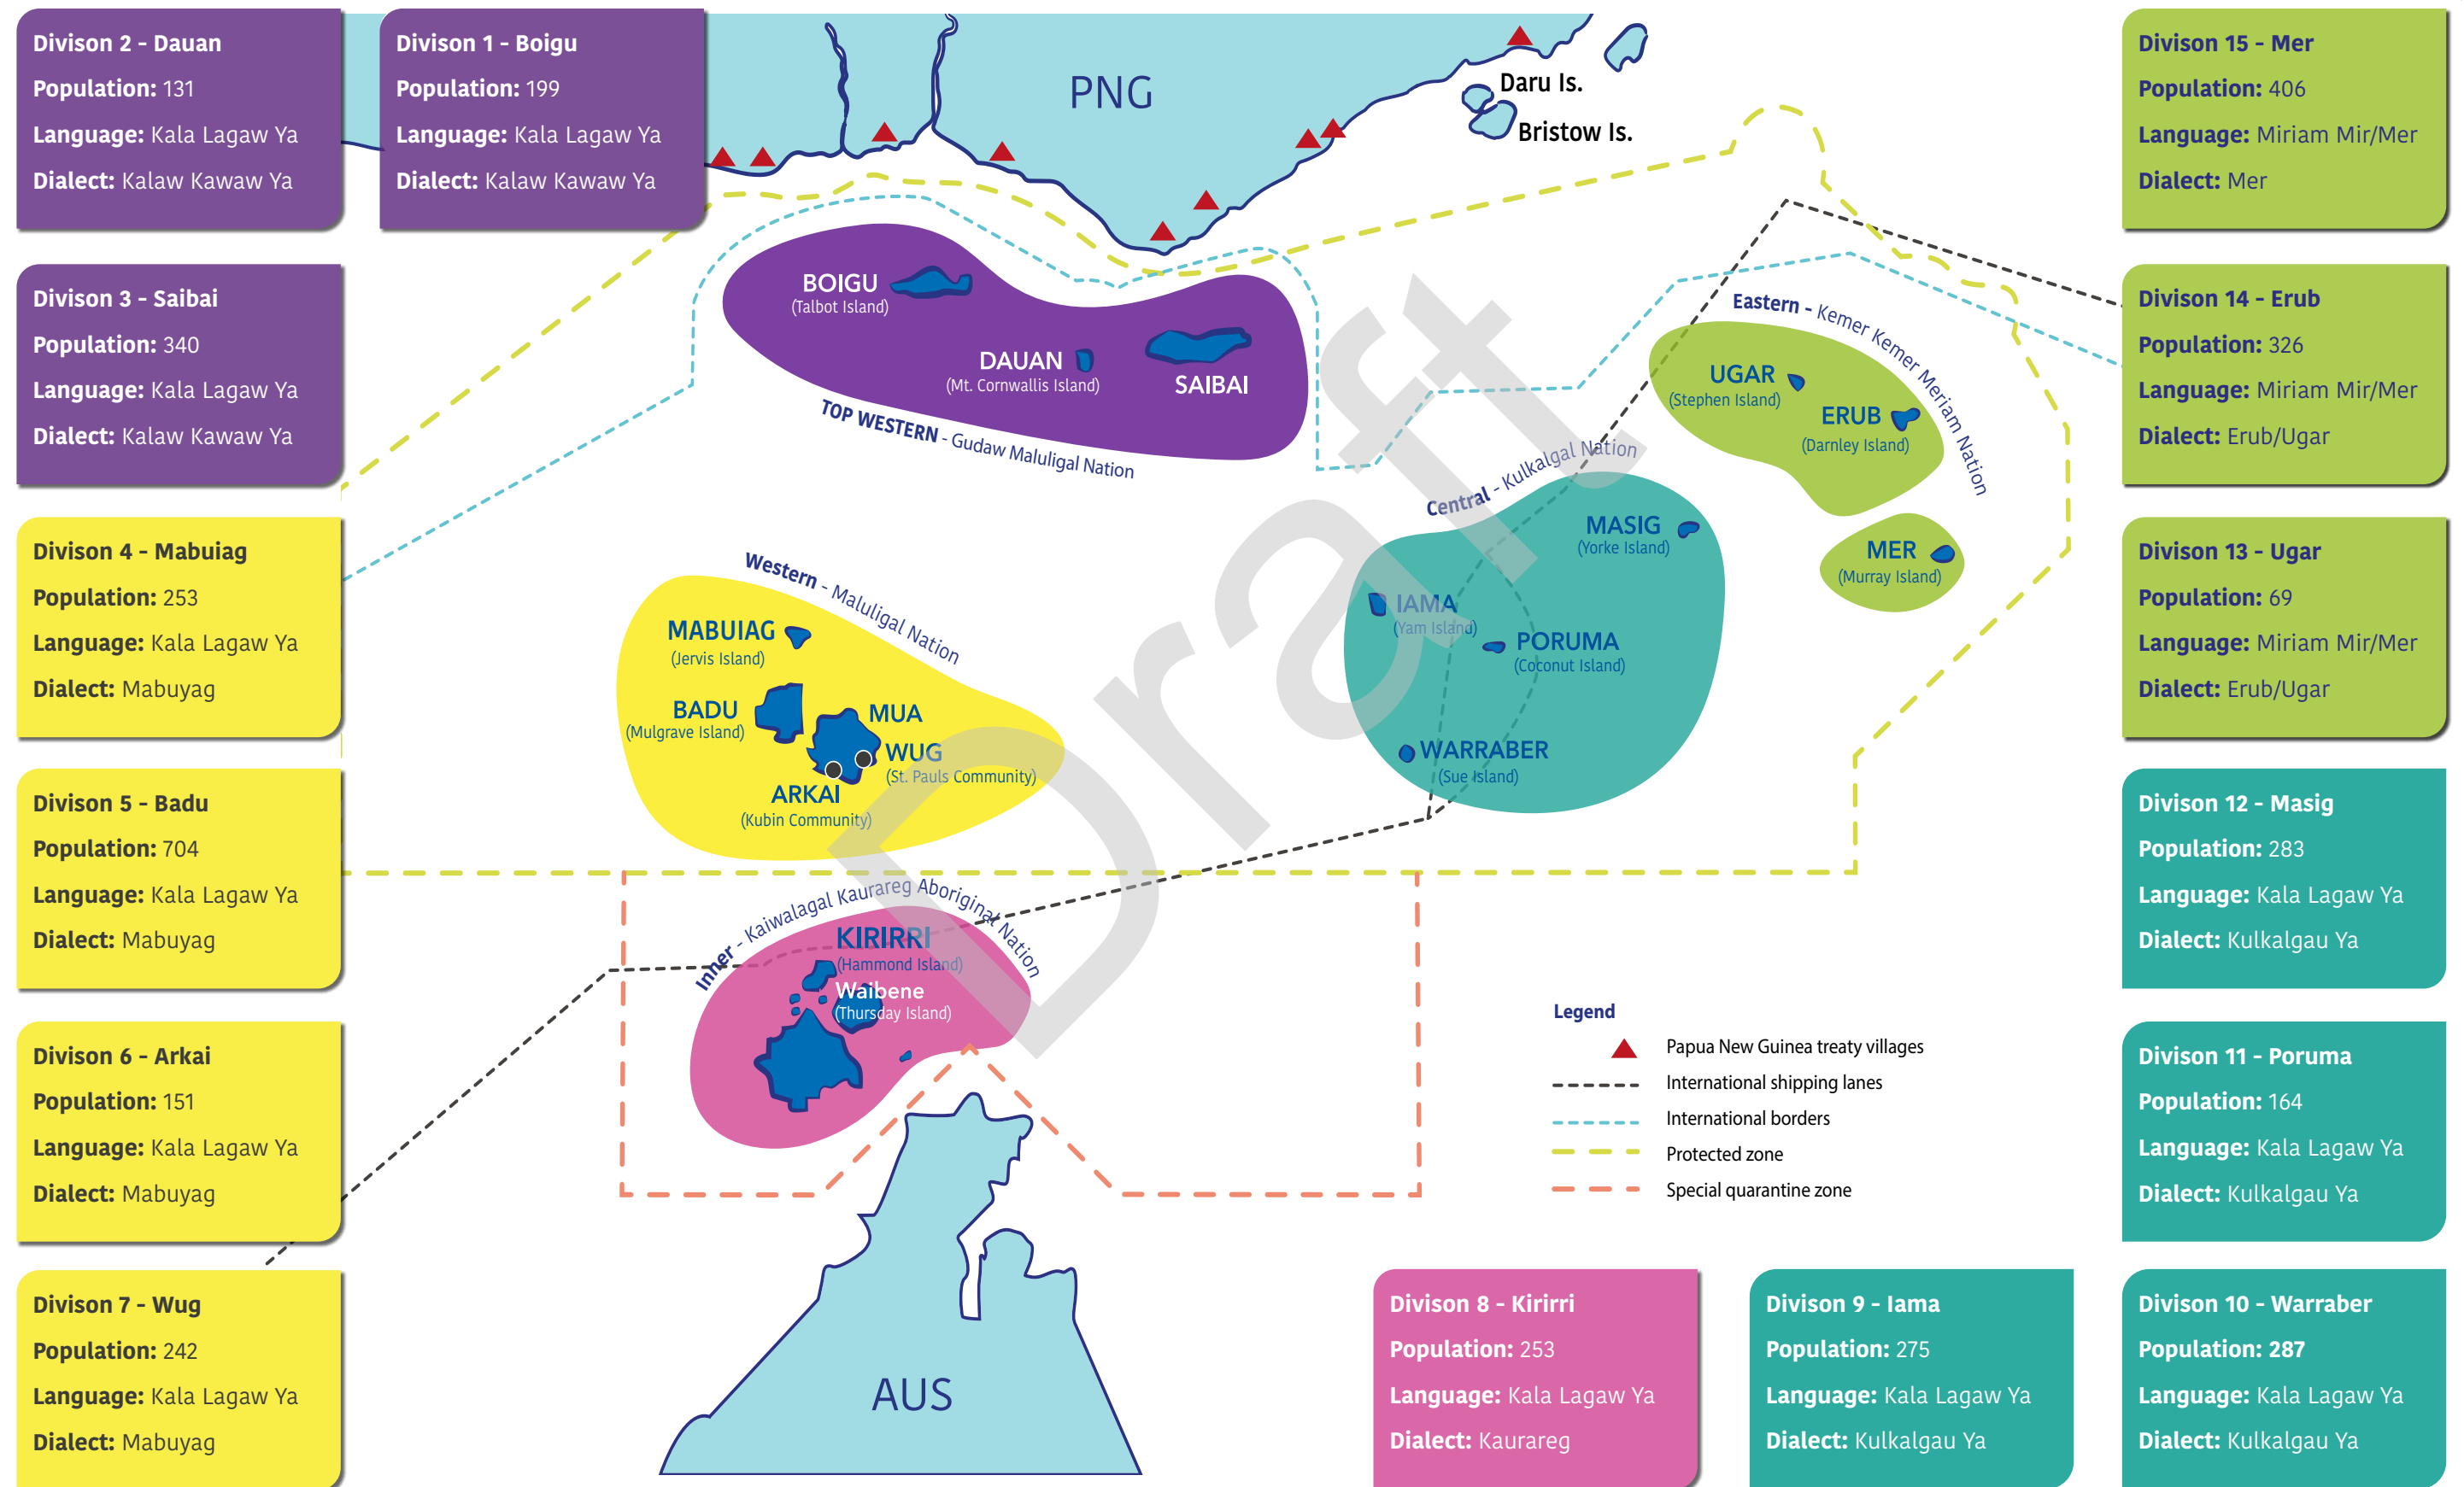 Divison 2 - Dauan
Population: 131
Language: Kala Lagaw Ya
Dialect: Kalaw Kawaw Ya
Divison 1 - Boigu
Population: 199
Language: Kala Lagaw Ya
Dialect: Kalaw Kawaw Ya
Divison 3 - Saibai
Population: 340
Language: Kala Lagaw Ya
Dialect: Kalaw Kawaw Ya
Divison 4 - Mabuiag
Population: 253
Language: Kala Lagaw Ya
Dialect: Mabuyag
Divison 5 - Badu
Population: 704
Language: Kala Lagaw Ya
Dialect: Mabuyag
Divison 6 - Arkai
Population: 151
Language: Kala Lagaw Ya
Dialect: Mabuyag
Divison 7 - Wug
Population: 242
Language: Kala Lagaw Ya
Dialect: Mabuyag
PNG
Daru Is.
Bristow Is.
BOIGU
(Talbot Island)
DAUAN
(Mt. Cornwallis Island)
SAIBAI
TOP WESTERN - Gudaw Maluligal Nation
Eastern - Kemer Kemer Meriam Nation
UGAR
(Stephen Island)
ERUB
(Darnley Island)
MER
(Murray Island)
Central - Kulkalgal Nation
MASIG
(Yorke Island)
IAMA
(Yam Island)
PORUMA
(Coconut Island)
WARRABER
(Sue Island)
Western - Maluligal Nation
MABUIAG
(Jervis Island)
BADU
(Mulgrave Island)
MUA
WUG
(St. Pauls Community)
ARKAI
(Kubin Community)
Inner - Kaiwalagal Kaurareg Aboriginal Nation
KIRIRRI
(Hammond Island)
Waibene
(Thursday Island)
AUS
Draft
Legend
Papua New Guinea treaty villages
International shipping lanes
International borders
Protected zone
Special quarantine zone
Divison 15 - Mer
Population: 406
Language: Miriam Mir/Mer
Dialect: Mer
Divison 14 - Erub
Population: 326
Language: Miriam Mir/Mer
Dialect: Erub/Ugar
Divison 13 - Ugar
Population: 69
Language: Miriam Mir/Mer
Dialect: Erub/Ugar
Divison 12 - Masig
Population: 283
Language: Kala Lagaw Ya
Dialect: Kulkalgau Ya
Divison 11 - Poruma
Population: 164
Language: Kala Lagaw Ya
Dialect: Kulkalgau Ya
Divison 8 - Kirirri
Population: 253
Language: Kala Lagaw Ya
Dialect: Kaurareg
Divison 9 - Iama
Population: 275
Language: Kala Lagaw Ya
Dialect: Kulkalgau Ya
Divison 10 - Warraber
Population: 287
Language: Kala Lagaw Ya
Dialect: Kulkalgau Ya